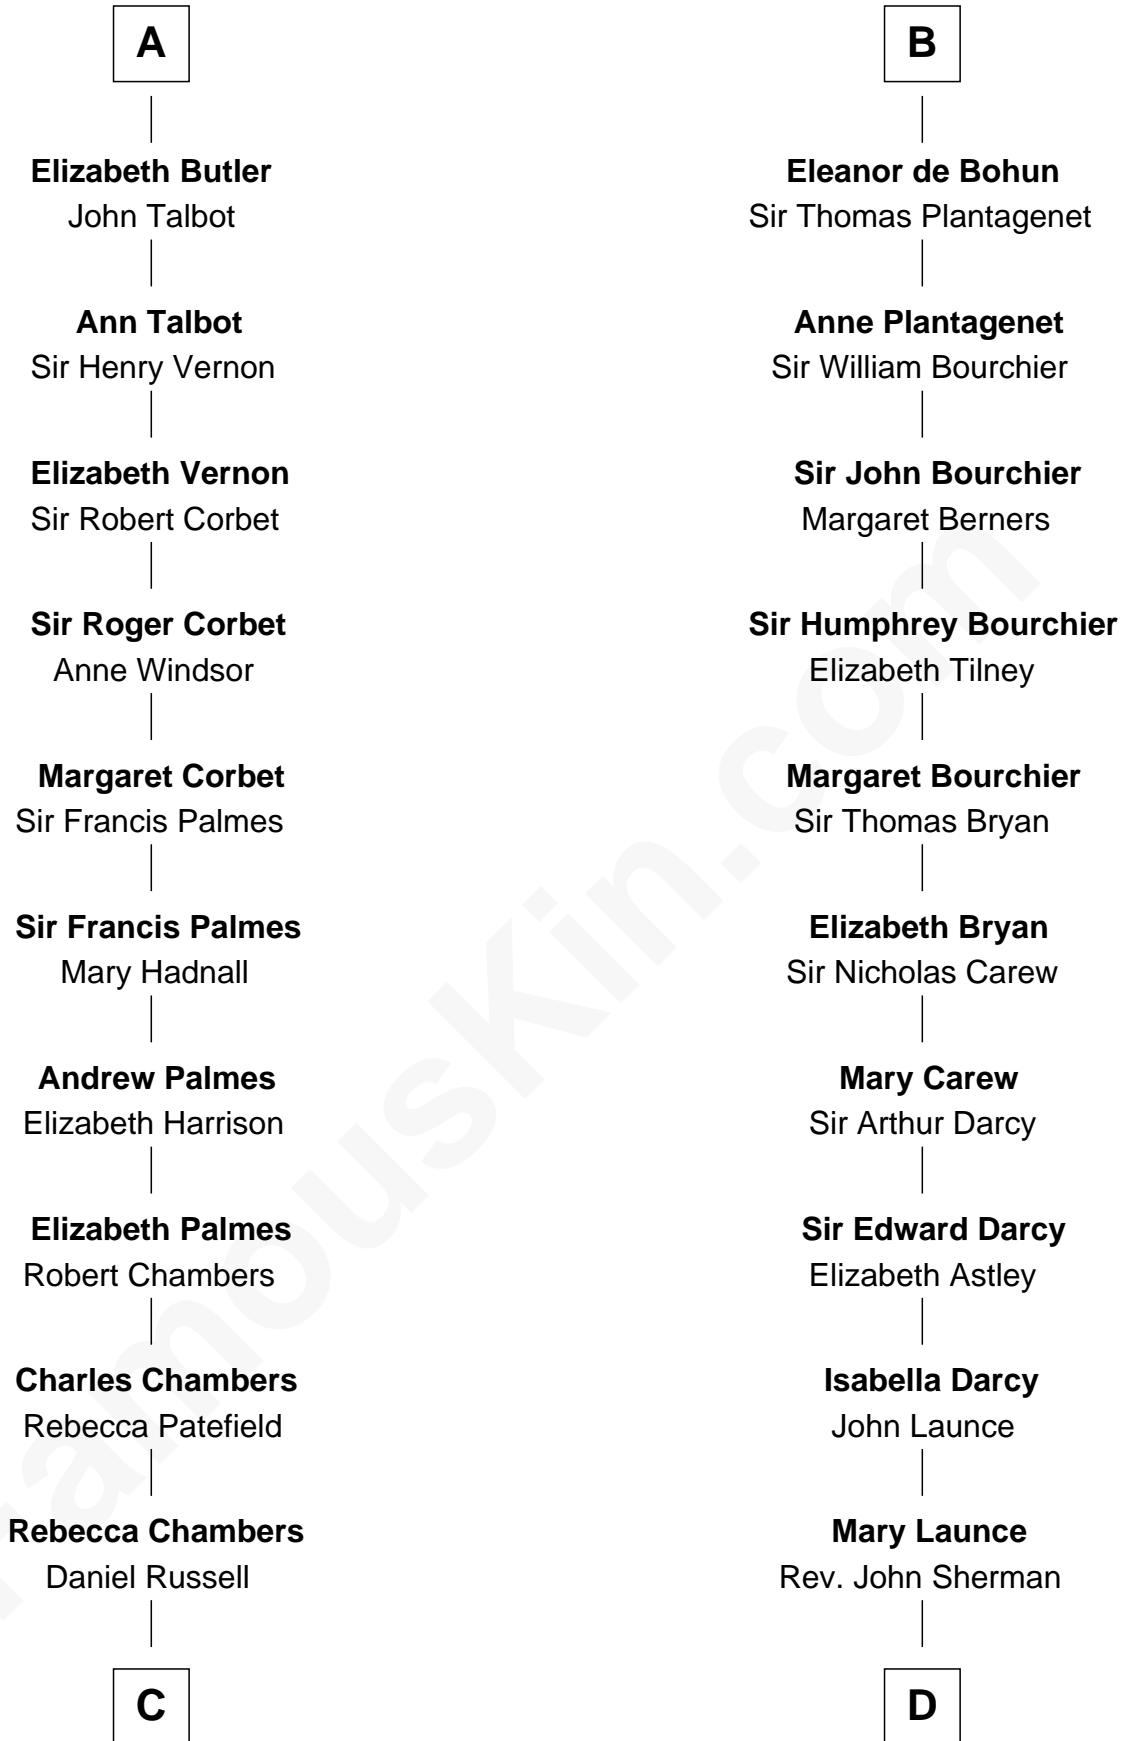 A
Elizabeth Butler
John Talbot
Ann Talbot
Sir Henry Vernon
Elizabeth Vernon
Sir Robert Corbet
Sir Roger Corbet
Anne Windsor
Margaret Corbet
Sir Francis Palmes
Sir Francis Palmes
Mary Hadnall
Andrew Palmes
Elizabeth Harrison
Elizabeth Palmes
Robert Chambers
Charles Chambers
Rebecca Patefield
Rebecca Chambers
Daniel Russell
C
B
Eleanor de Bohun
Sir Thomas Plantagenet
Anne Plantagenet
Sir William Bourchier
Sir John Bourchier
Margaret Berners
Sir Humphrey Bourchier
Elizabeth Tilney
Margaret Bourchier
Sir Thomas Bryan
Elizabeth Bryan
Sir Nicholas Carew
Mary Carew
Sir Arthur Darcy
Sir Edward Darcy
Elizabeth Astley
Isabella Darcy
John Launce
Mary Launce
Rev. John Sherman
D
FamousKin.com